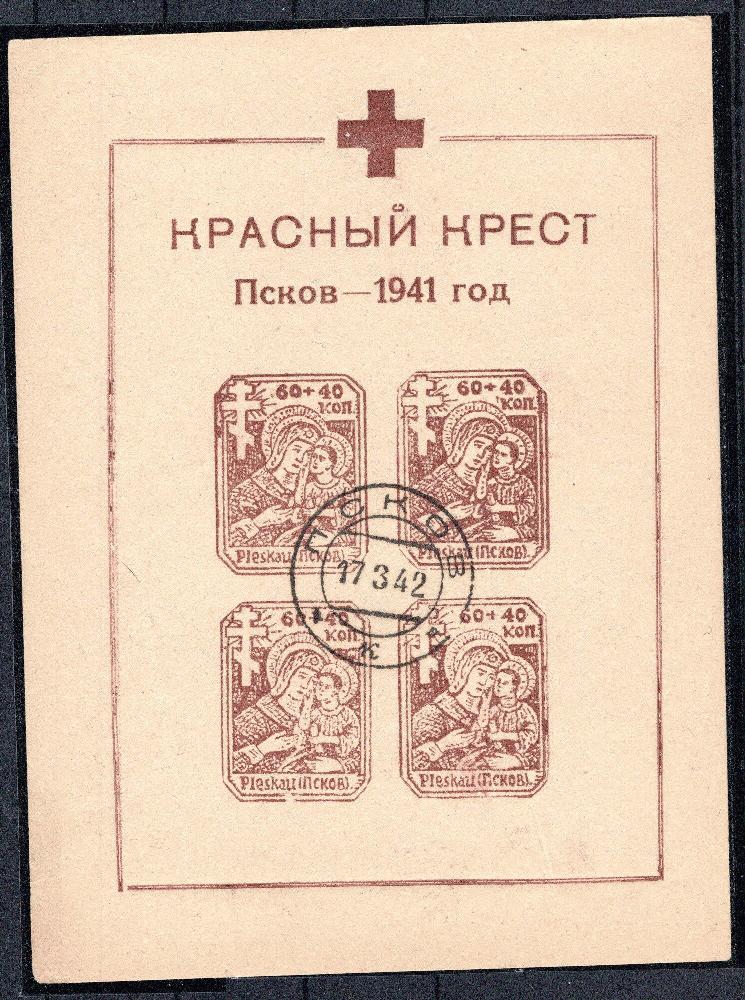 КРАСНЫЙ КРЕСТ
Псков—1941 год
60+40
КОП.
Pleskau (Псков).
60+40
КОП.
Pleskau (Псков).
ПСКОВ
17 3 42
к
60+40
КОП.
Pleskau (Псков).
60+40
КОП.
Pleskau (Псков).